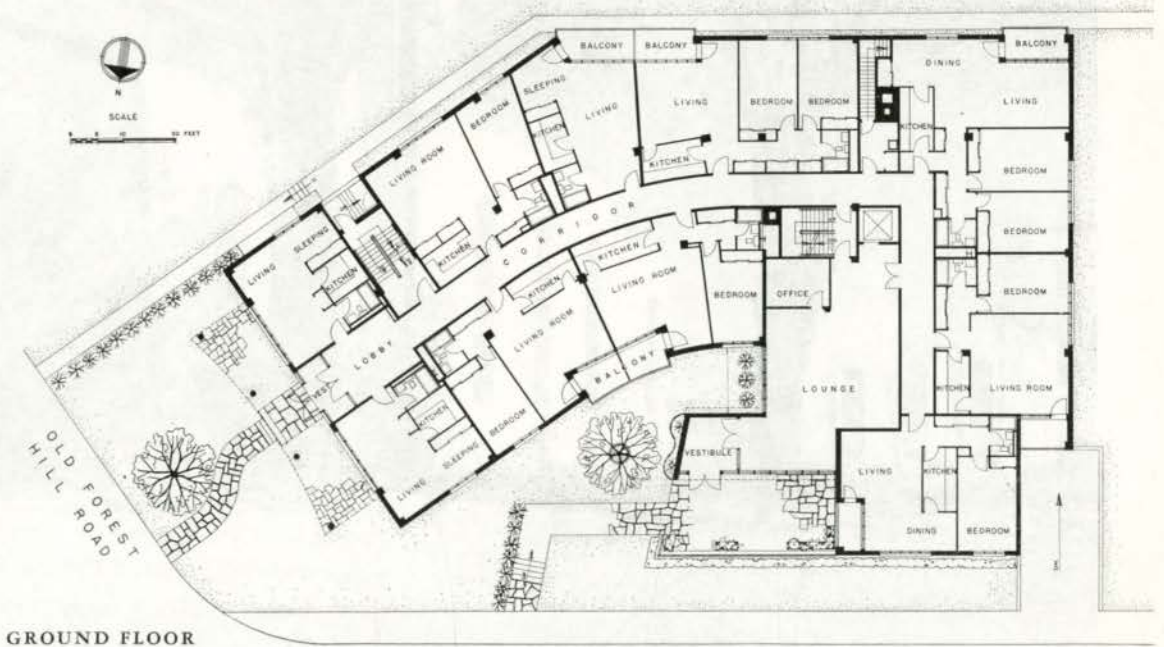 N
SCALE
0 5 10 20 FEET
BALCONY
BALCONY
BALCONY
DINING
LIVING
KITCHEN
BEDROOM
BEDROOM
BEDROOM
BEDROOM
LIVING
KITCHEN
SLEEPING
LIVING
KITCHEN
BEDROOM
LIVING ROOM
KITCHEN
CORRIDOR
SLEEPING
LIVING
KITCHEN
LOBBY
VEST.
KITCHEN
LIVING ROOM
BEDROOM
KITCHEN
LIVING ROOM
BALCONY
BEDROOM
OFFICE
LOUNGE
VESTIBULE
BEDROOM
KITCHEN
LIVING ROOM
LIVING
KITCHEN
DINING
BEDROOM
KITCHEN
SLEEPING
LIVING
OLD FOREST
HILL ROAD
GROUND FLOOR